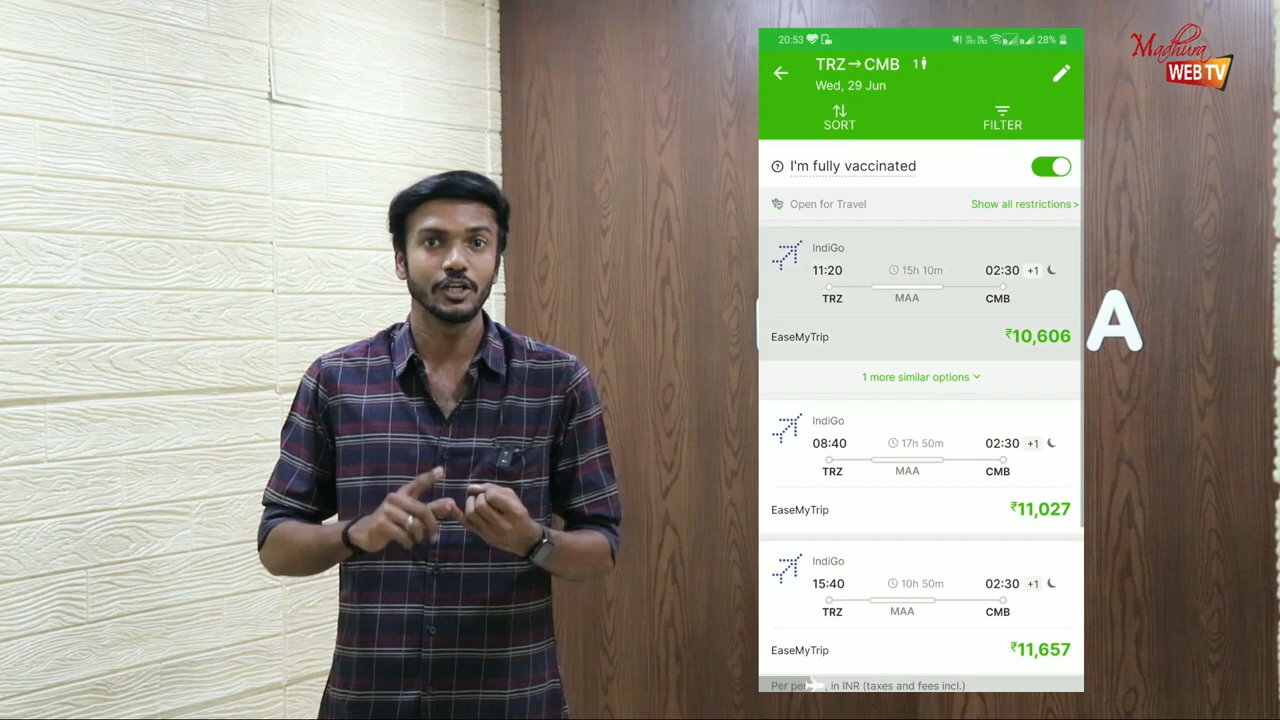 Madhura
WEB TV
20:53 28%
TRZ→CMB 1
Wed, 29 Jun
SORT FILTER
I'm fully vaccinated
Open for Travel Show all restrictions >
IndiGo
11:20 15h 10m 02:30 +1
TRZ MAA CMB
EaseMyTrip ₹10,606
1 more similar options
IndiGo
08:40 17h 50m 02:30 +1
TRZ MAA CMB
EaseMyTrip ₹11,027
IndiGo
15:40 10h 50m 02:30 +1
TRZ MAA CMB
EaseMyTrip ₹11,657
in INR (taxes and fees incl.)
A